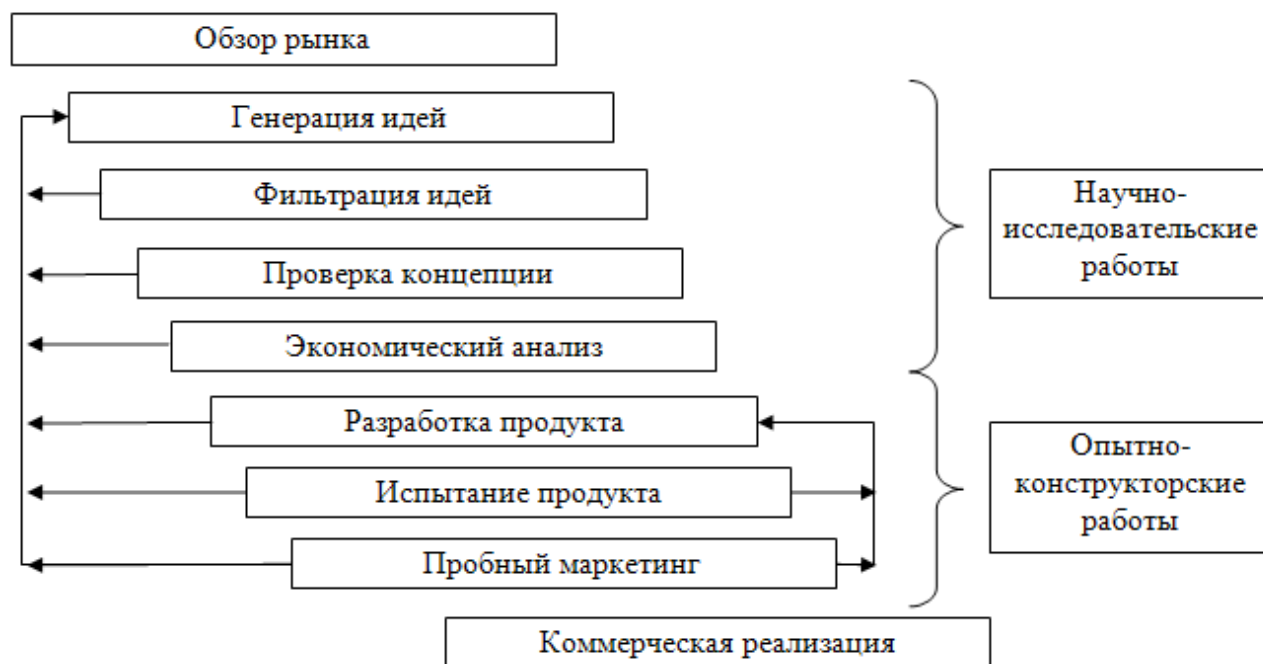 Обзор рынка
Генерация идей
Фильтрация идей
Проверка концепции
Экономический анализ
Разработка продукта
Испытание продукта
Пробный маркетинг
Коммерческая реализация
Научно-
исследовательские
работы
Опытно-
конструкторские
работы